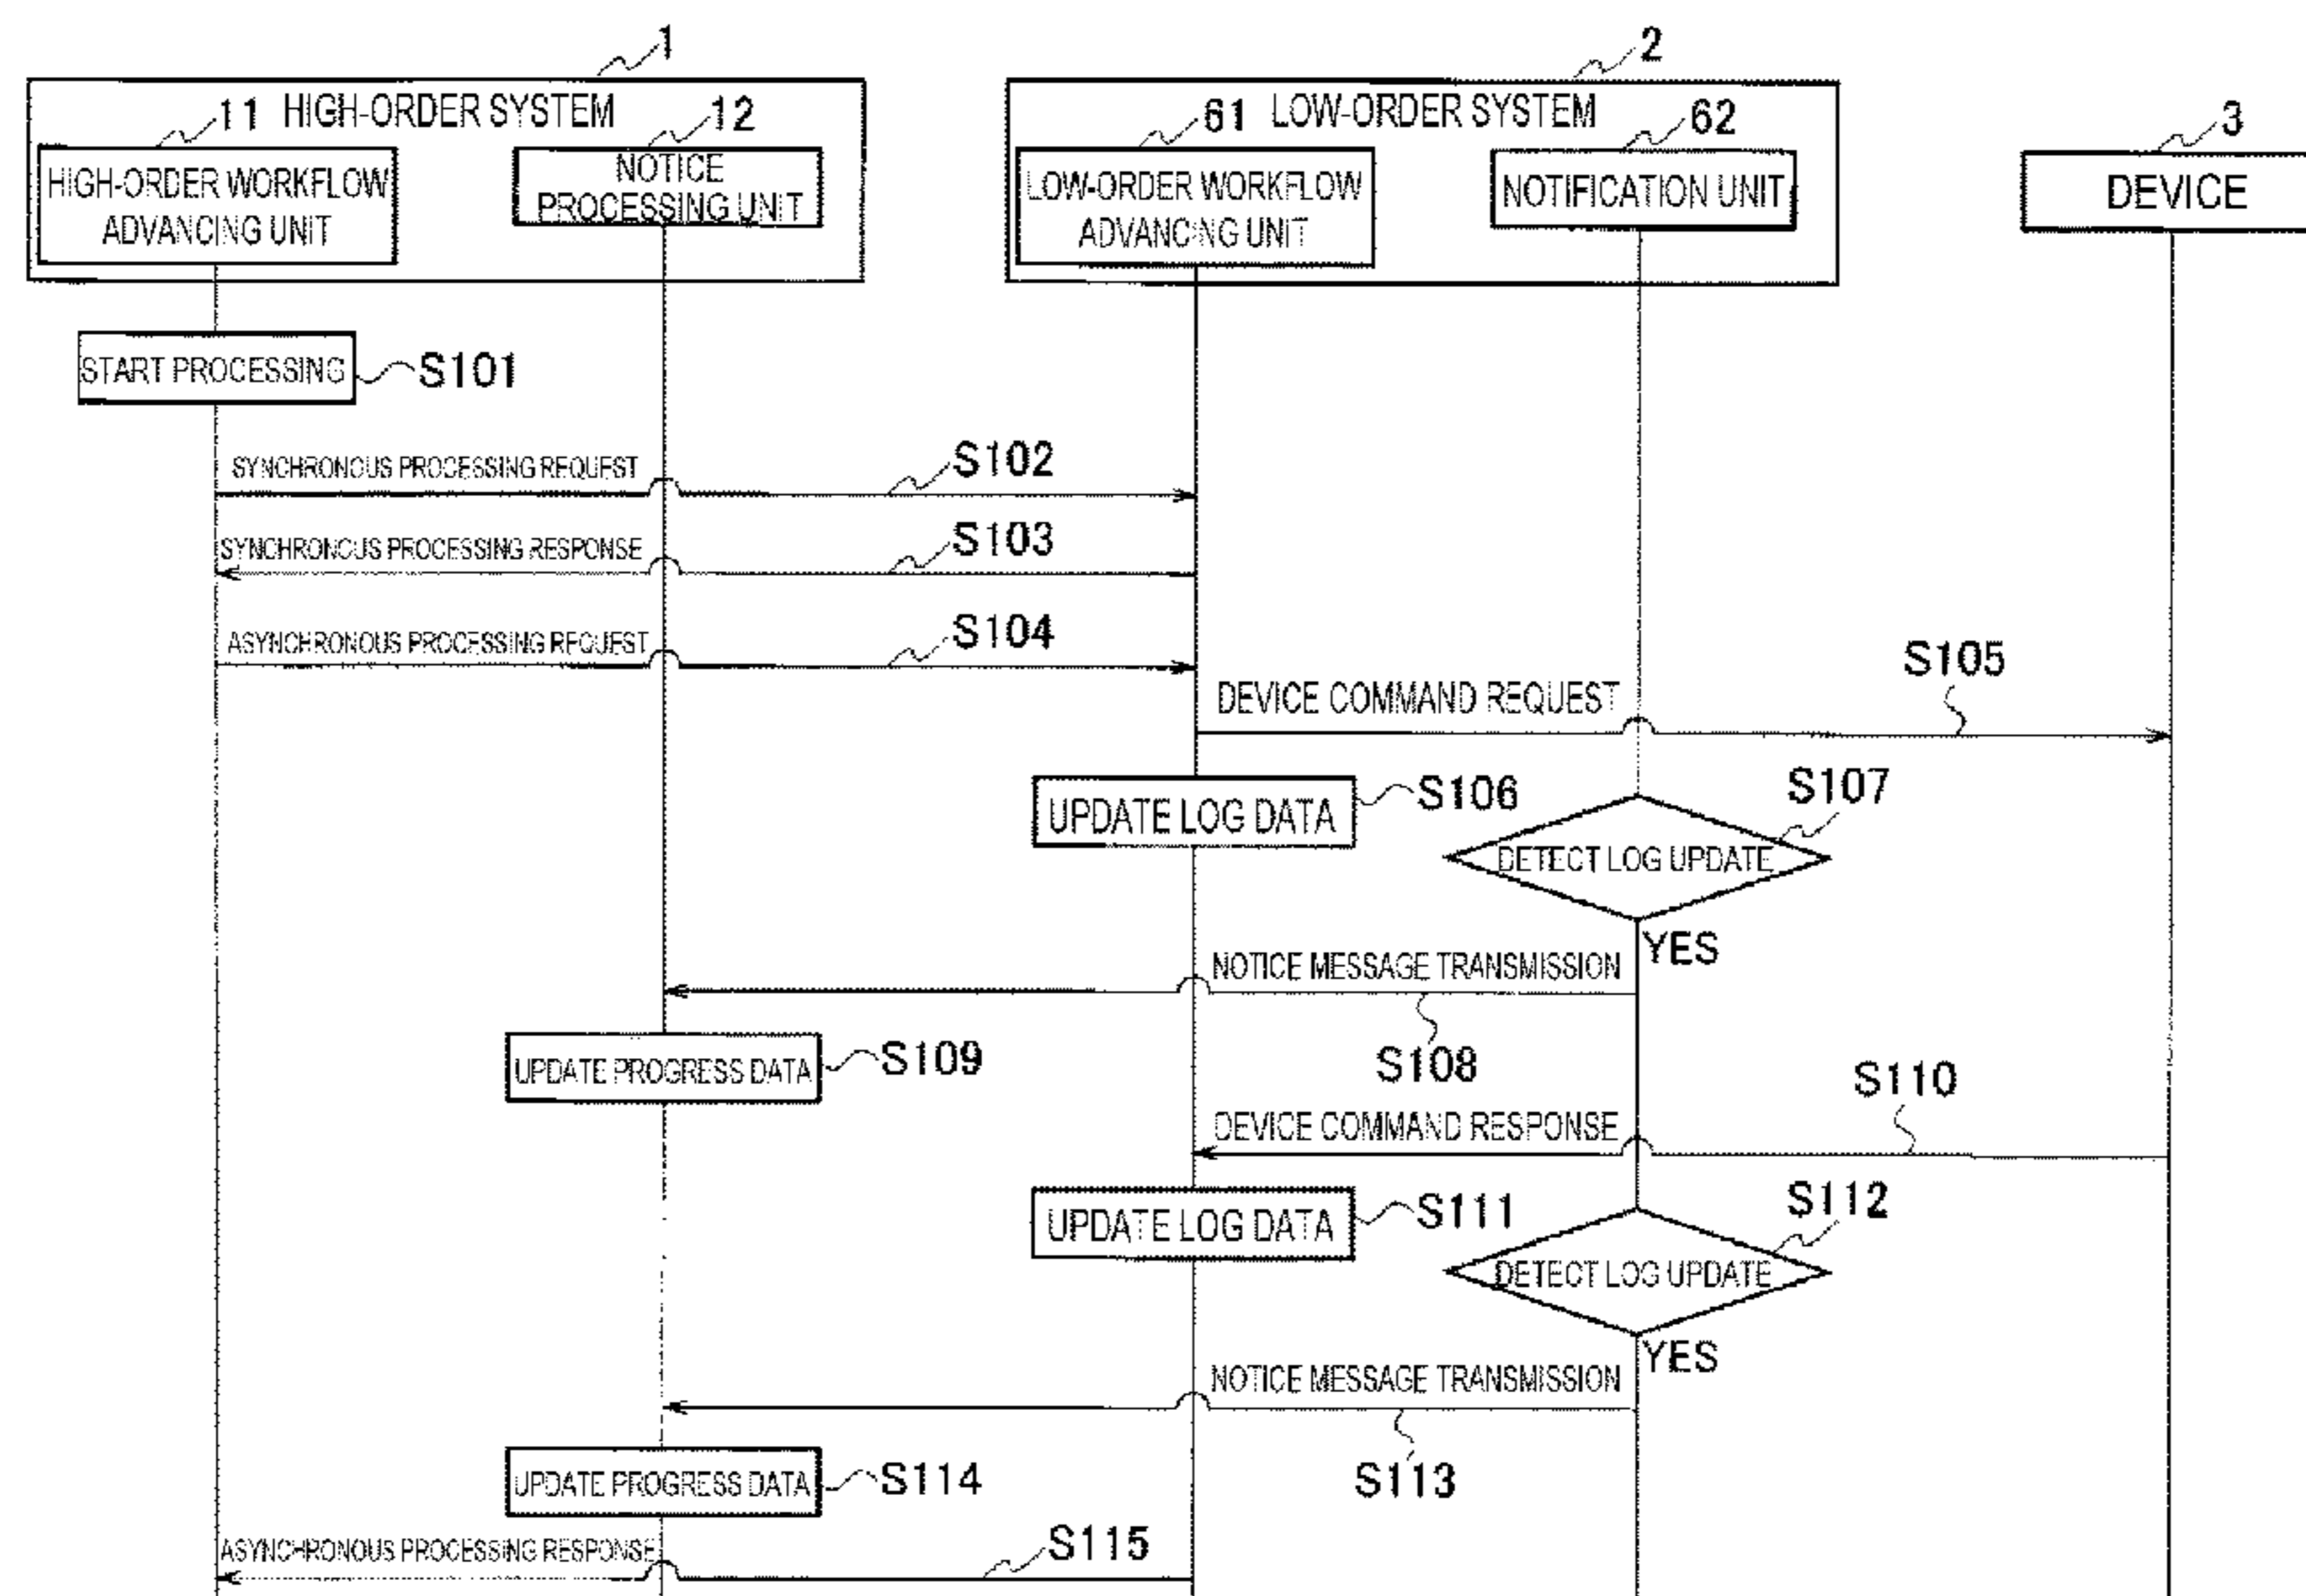 1
2
11 HIGH-ORDER SYSTEM 12
61 LOW-ORDER SYSTEM 62
3
HIGH-ORDER WORKFLOW
ADVANCING UNIT
NOTICE
PROCESSING UNIT
LOW-ORDER WORKFLOW
ADVANCING UNIT
NOTIFICATION UNIT
DEVICE
START PROCESSING S101
SYNCHRONOUS PROCESSING REQUEST S102
SYNCHRONOUS PROCESSING RESPONSE S103
ASYNCHRONOUS PROCESSING REQUEST S104
DEVICE COMMAND REQUEST S105
UPDATE LOG DATA S106
S107
DETECT LOG UPDATE
YES
NOTICE MESSAGE TRANSMISSION
S108
UPDATE PROGRESS DATA S109
S110
DEVICE COMMAND RESPONSE
UPDATE LOG DATA S111
S112
DETECT LOG UPDATE
YES
NOTICE MESSAGE TRANSMISSION
S113
UPDATE PROGRESS DATA S114
ASYNCHRONOUS PROCESSING RESPONSE S115